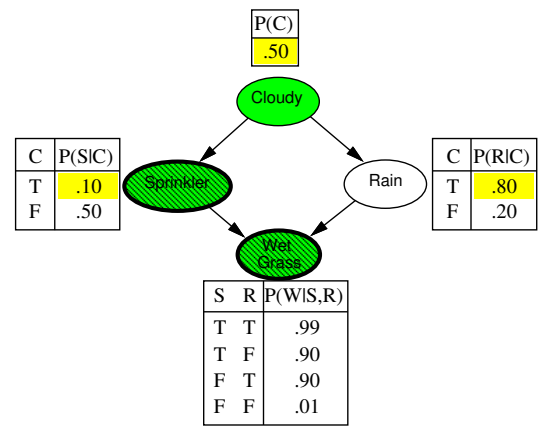 P(C)
.50
Cloudy
C P(S|C)
T .10
F .50
Sprinkler
Rain
C P(R|C)
T .80
F .20
Wet
Grass
S R P(W|S,R)
T T .99
T F .90
F T .90
F F .01